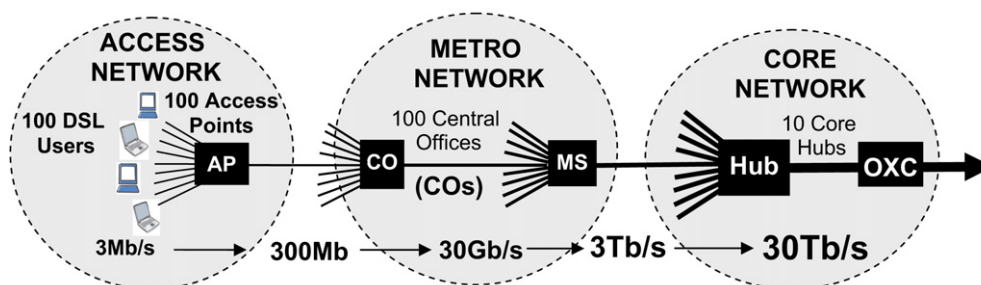 ACCESS
NETWORK
100 DSL
Users
100 Access
Points
AP
METRO
NETWORK
100 Central
Offices
(COs)
CO
MS
CORE
NETWORK
10 Core
Hubs
Hub
OXC
3Mb/s
300Mb
30Gb/s
3Tb/s
30Tb/s